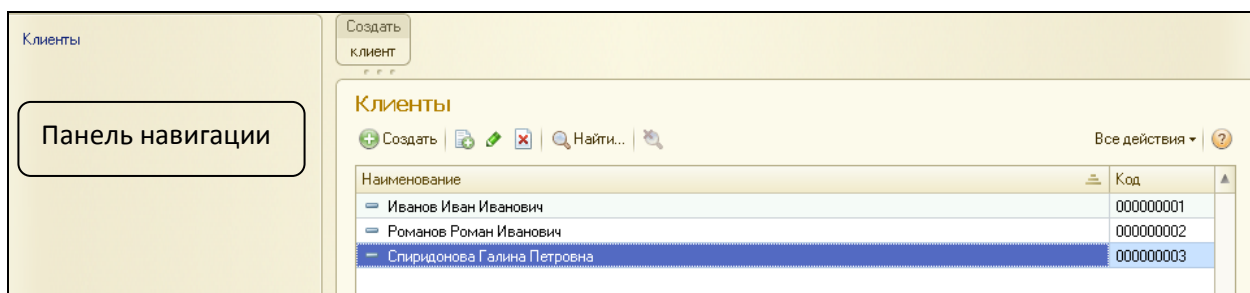 Клиенты
Панель навигации
Создать
клиент
Клиенты
Создать Найти... Все действия
Наименование Код
Иванов Иван Иванович 000000001
Романов Роман Иванович 000000002
Спиридонова Галина Петровна 000000003